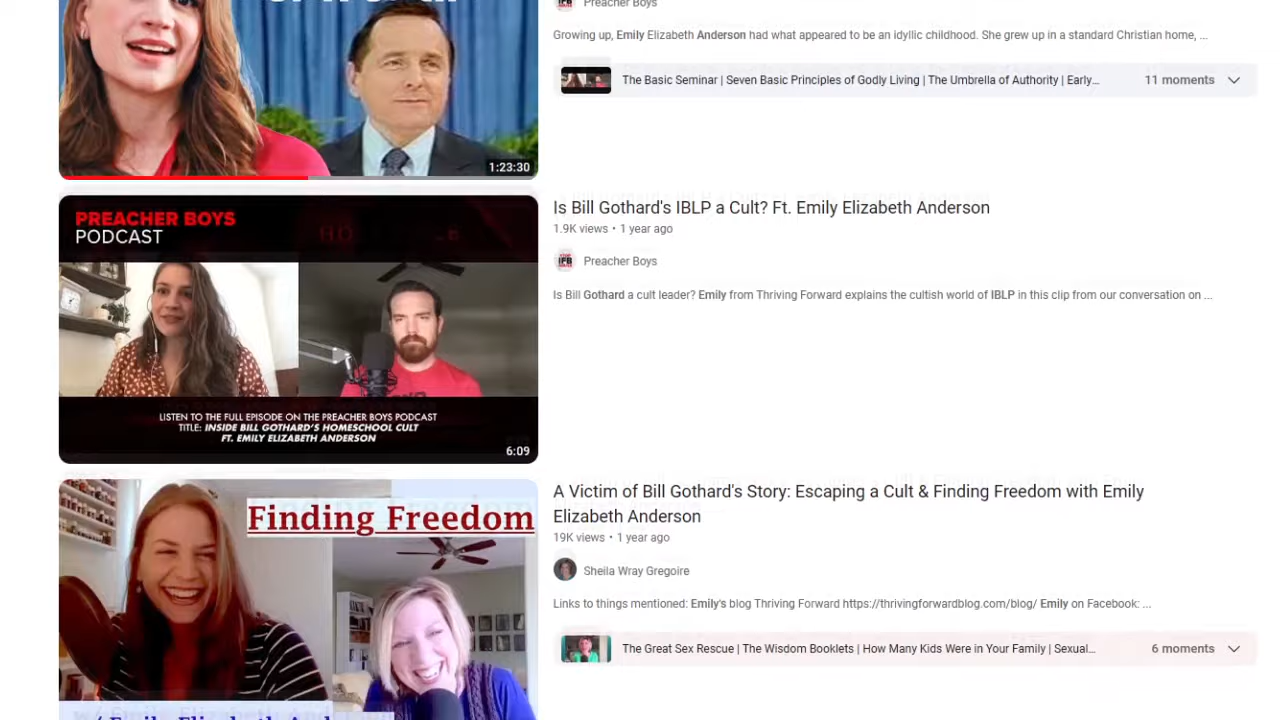 Preacher Boys
Growing up, Emily Elizabeth Anderson had what appeared to be an idyllic childhood. She grew up in a standard Christian home, ...
The Basic Seminar | Seven Basic Principles of Godly Living | The Umbrella of Authority | Early...
11 moments
1:23:30
PREACHER BOYS
PODCAST
LISTEN TO THE FULL EPISODE ON THE PREACHER BOYS PODCAST
TITLE: INSIDE BILL GOTHARD'S HOMESCHOOL CULT
FT. EMILY ELIZABETH ANDERSON
6:09
Is Bill Gothard's IBLP a Cult? Ft. Emily Elizabeth Anderson
1.9K views • 1 year ago
Preacher Boys
Is Bill Gothard a cult leader? Emily from Thriving Forward explains the cultish world of IBLP in this clip from our conversation on ...
Finding Freedom
A Victim of Bill Gothard's Story: Escaping a Cult & Finding Freedom with Emily
Elizabeth Anderson
19K views • 1 year ago
Sheila Wray Gregoire
Links to things mentioned: Emily's blog Thriving Forward https://thrivingforwardblog.com/blog/ Emily on Facebook: ...
The Great Sex Rescue | The Wisdom Booklets | How Many Kids Were in Your Family | Sexual...
6 moments